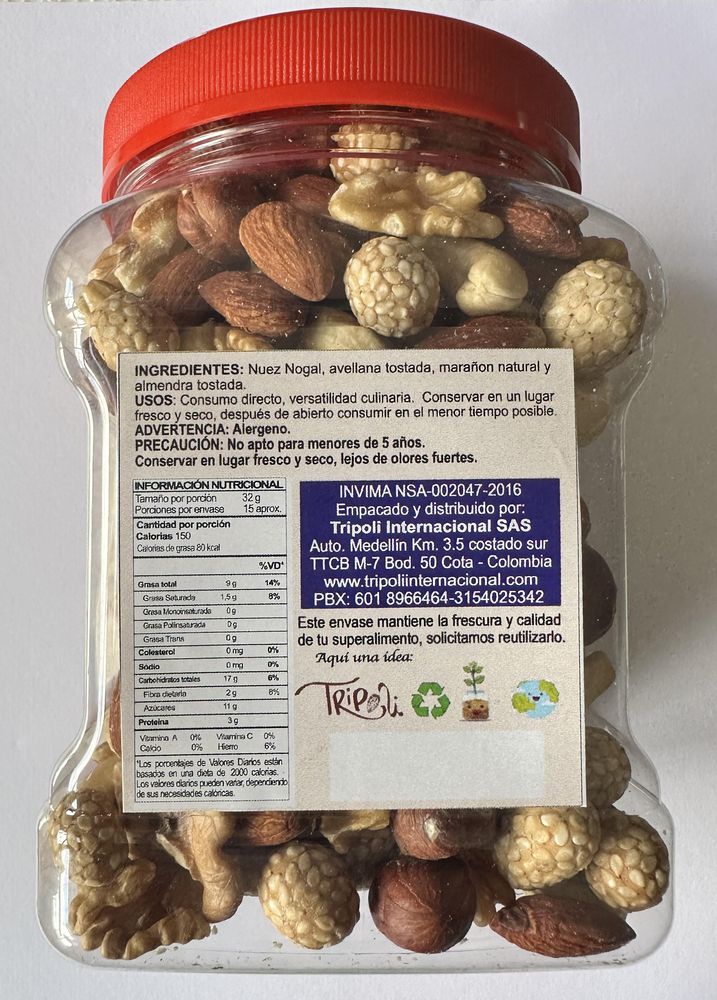 INGREDIENTES: Nuez Nogal, avellana tostada, marañon natural y
almendra tostada.
USOS: Consumo directo, versatilidad culinaria. Conservar en un lugar
fresco y seco, después de abierto consumir en el menor tiempo posible.
ADVERTENCIA: Alergeno.
PRECAUCIÓN: No apto para menores de 5 años.
Conservar en lugar fresco y seco, lejos de olores fuertes.
INFORMACIÓN NUTRICIONAL
Tamaño por porción 32 g
Porciones por envase 15 aprox.
Cantidad por porción
Calorias 150
Calorias de grasa 80 kcal
%VD*
Grasa total 9 g 14%
Grasa Saturada 1,5 g 8%
Grasa Monoinsaturada 0 g
Grasa Poliinsaturada 0 g
Grasa Trans 0 g
Colesterol 0 mg 0%
Sódio 0 mg 0%
Carbohidratos totales 17 g 6%
Fibra dietaria 2 g 8%
Azúcares 11 g
Proteína 3 g
Vitamina A 0% Vitamina C 0%
Calcio 0% Hierro 6%
*Los porcentajes de Valores Diarios están
basados en una dieta de 2000 calorias.
Los valores diarios pueden variar, dependiendo
de sus necesidades calóricas.
INVIMA NSA-002047-2016
Empacado y distribuido por:
Tripoli Internacional SAS
Auto. Medellín Km. 3.5 costado sur
TTCB M-7 Bod. 50 Cota - Colombia
www.tripoliinternacional.com
PBX: 601 8966464-3154025342
Este envase mantiene la frescura y calidad
de tu superalimento, solicitamos reutilizarlo.
Aquí una idea:
TRIPOLI